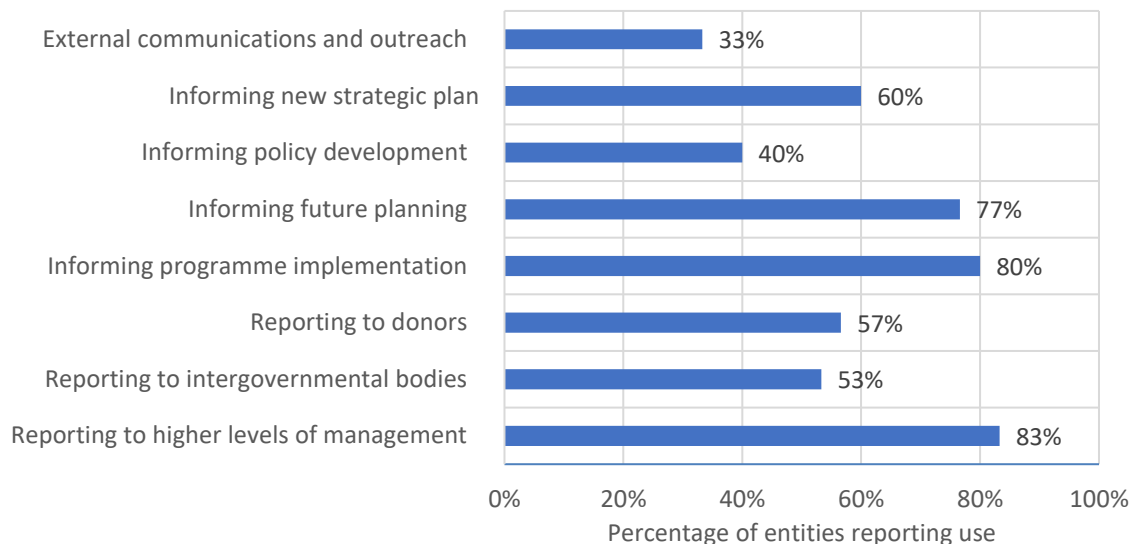 External communications and outreach 33%
Informing new strategic plan 60%
Informing policy development 40%
Informing future planning 77%
Informing programme implementation 80%
Reporting to donors 57%
Reporting to intergovernmental bodies 53%
Reporting to higher levels of management 83%
0% 20% 40% 60% 80% 100%
Percentage of entities reporting use